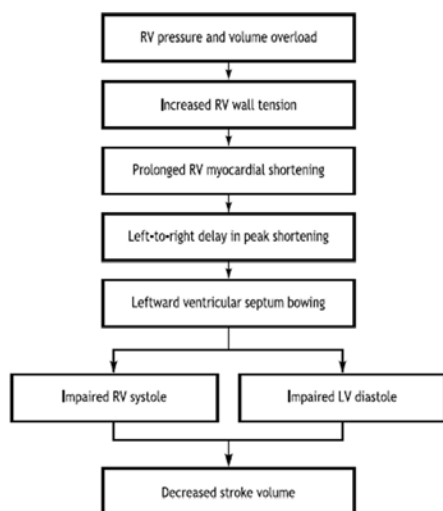 RV pressure and volume overload
Increased RV wall tension
Prolonged RV myocardial shortening
Left-to-right delay in peak shortening
Leftward ventricular septum bowing
Impaired RV systole
Impaired LV diastole
Decreased stroke volume